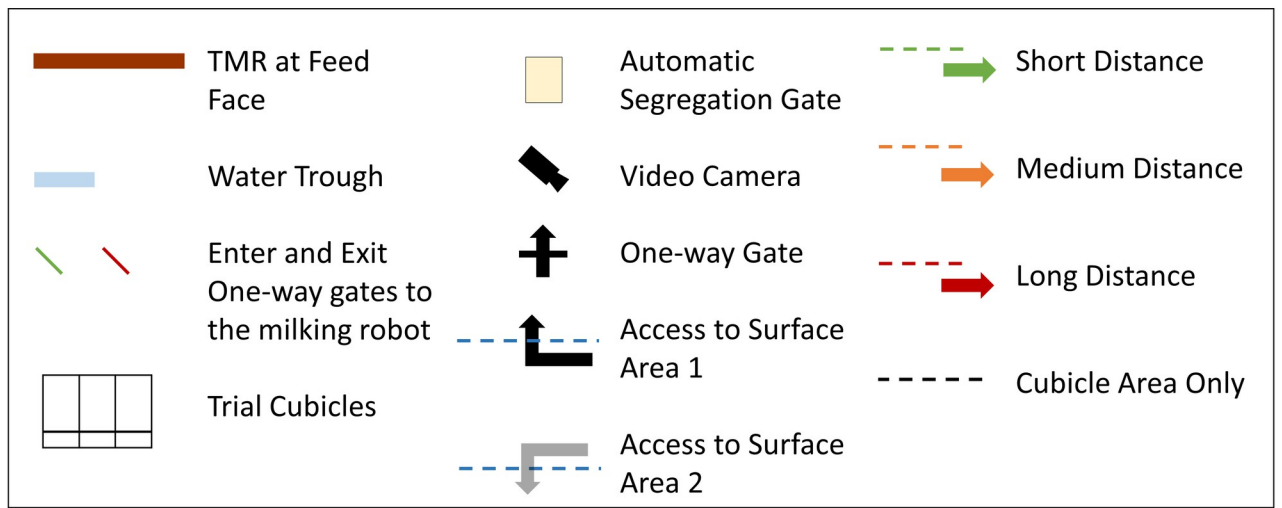 TMR at Feed
Face
Water Trough
Enter and Exit
One-way gates to
the milking robot
Trial Cubicles
Automatic
Segregation Gate
Video Camera
One-way Gate
Access to Surface
Area 1
Access to Surface
Area 2
Short Distance
Medium Distance
Long Distance
Cubicle Area Only